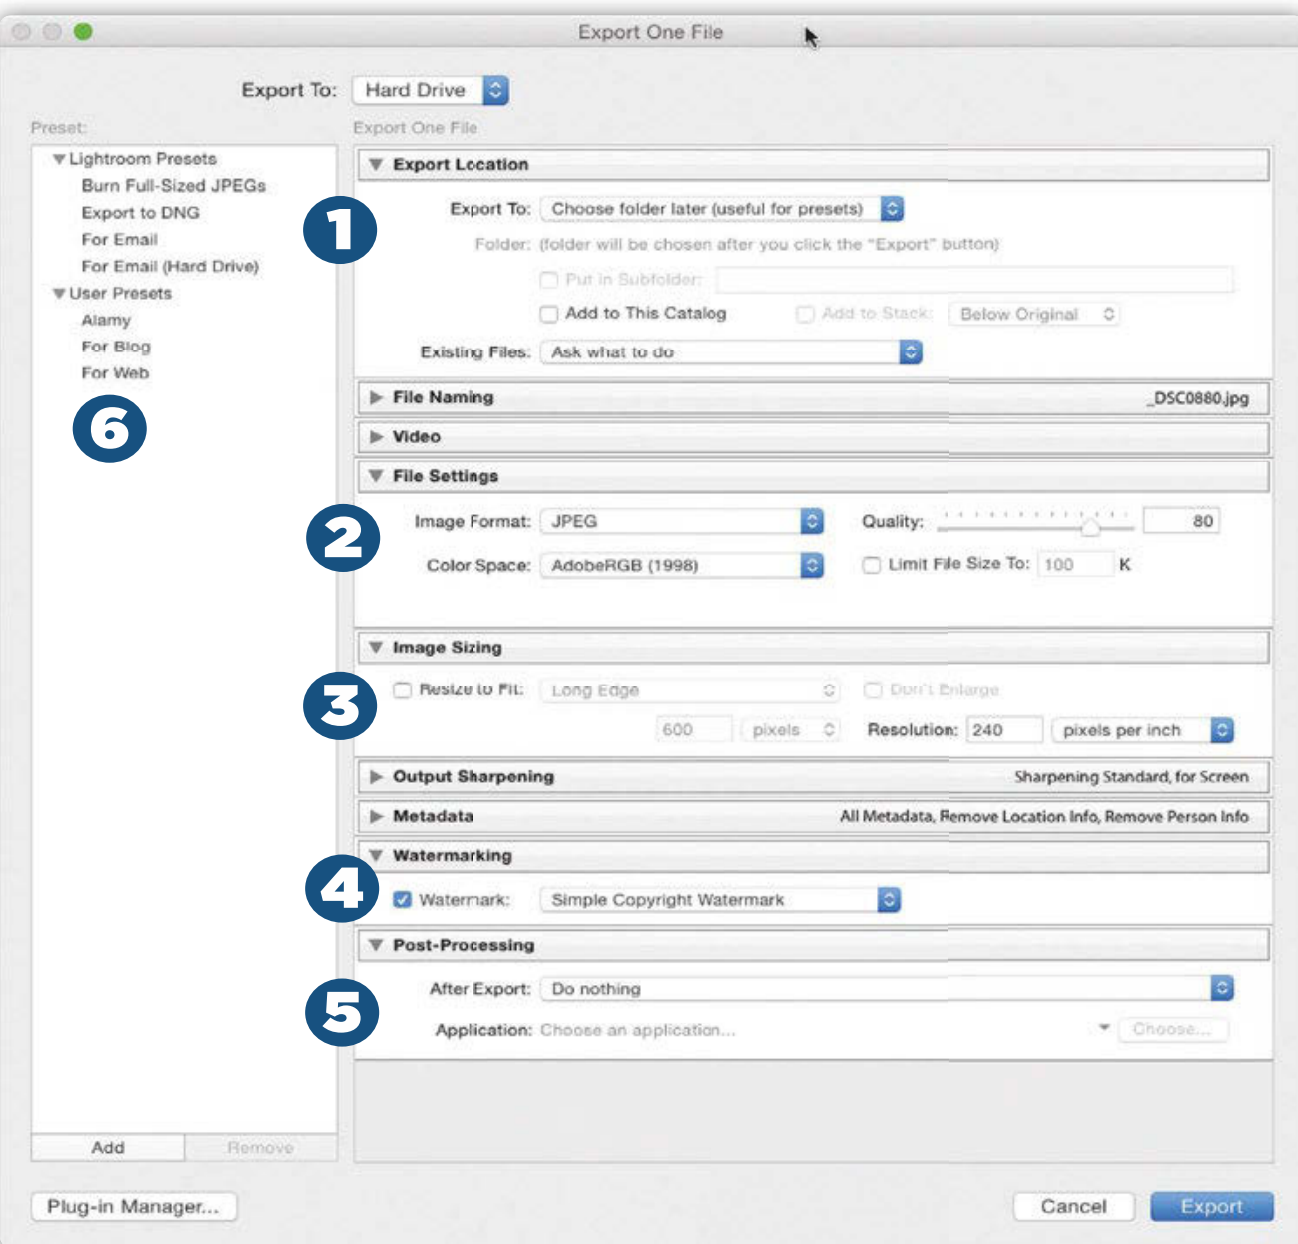 Export One File
Export To: Hard Drive
Preset:
Export One File
Lightroom Presets
Burn Full-Sized JPEGs
Export to DNG
For Email
For Email (Hard Drive)
User Presets
Alamy
For Blog
For Web
6
Add Remove
Export Location
1
Export To: Choose folder later (useful for presets)
Folder: (folder will be chosen after you click the "Export" button)
Put in Subfolder:
Add to This Catalog Add to Stack: Below Original
Existing Files: Ask what to do
File Naming _DSC0880.jpg
Video
File Settings
2
Image Format: JPEG Quality: 80
Color Space: AdobeRGB (1998) Limit File Size To: 100 K
Image Sizing
3
Resize to Fit: Long Edge Don't Enlarge
600 pixels Resolution: 240 pixels per inch
Output Sharpening Sharpening Standard, for Screen
Metadata All Metadata, Remove Location Info, Remove Person Info
Watermarking
4
Watermark: Simple Copyright Watermark
Post-Processing
5
After Export: Do nothing
Application: Choose an application... Choose...
Plug-in Manager... Cancel Export